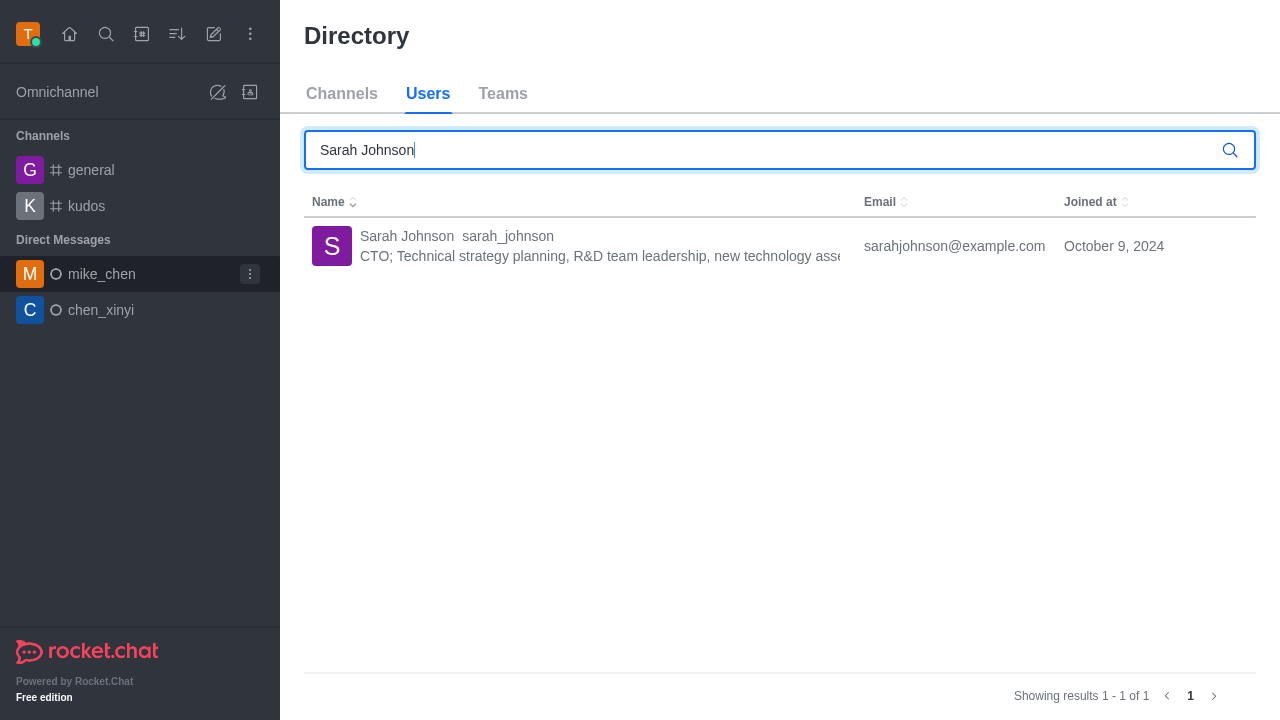 T
Directory
Omnichannel
Channels Users Teams
Channels
G general
K kudos
Direct Messages
M mike_chen
C chen_xinyi
Sarah Johnson
Name Email Joined at
S Sarah Johnson sarah_johnson
CTO; Technical strategy planning, R&D team leadership, new technology asse
sarahjohnson@example.com October 9, 2024
rocket.chat
Powered by Rocket.Chat
Free edition
Showing results 1 - 1 of 1 1